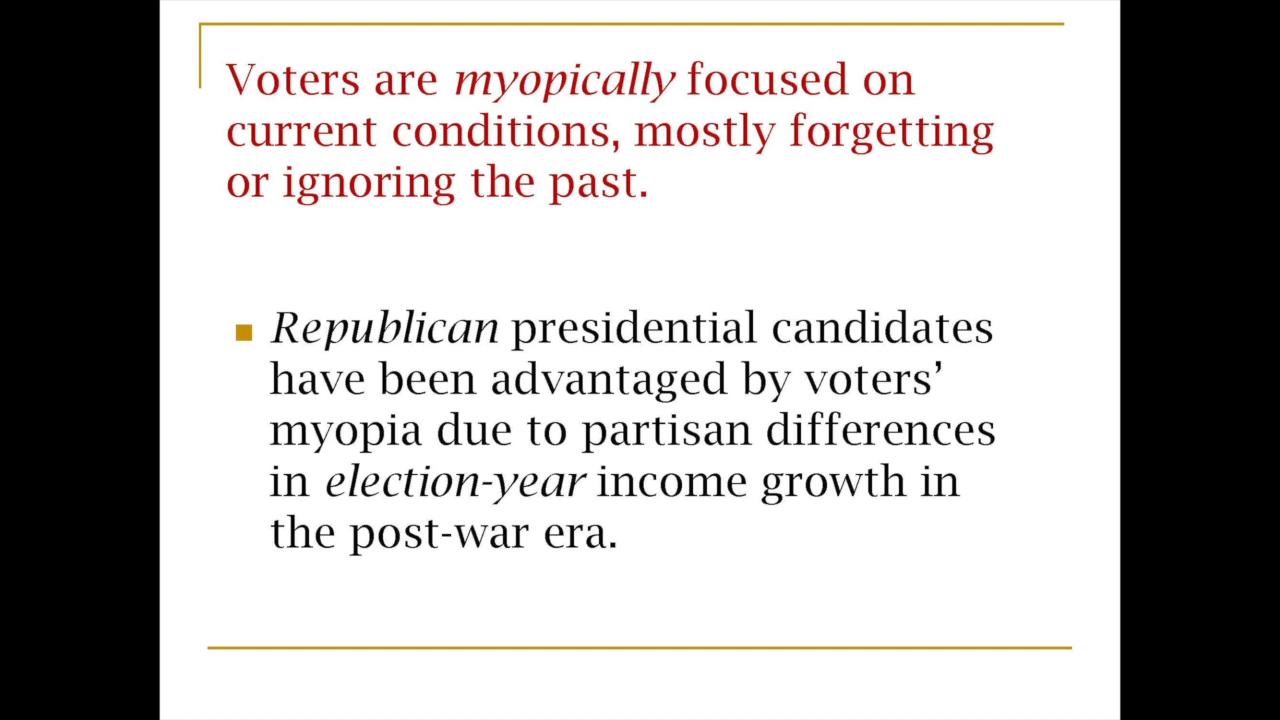 Voters are myopically focused on
current conditions, mostly forgetting
or ignoring the past.
Republican presidential candidates
have been advantaged by voters’
myopia due to partisan differences
in election-year income growth in
the post-war era.